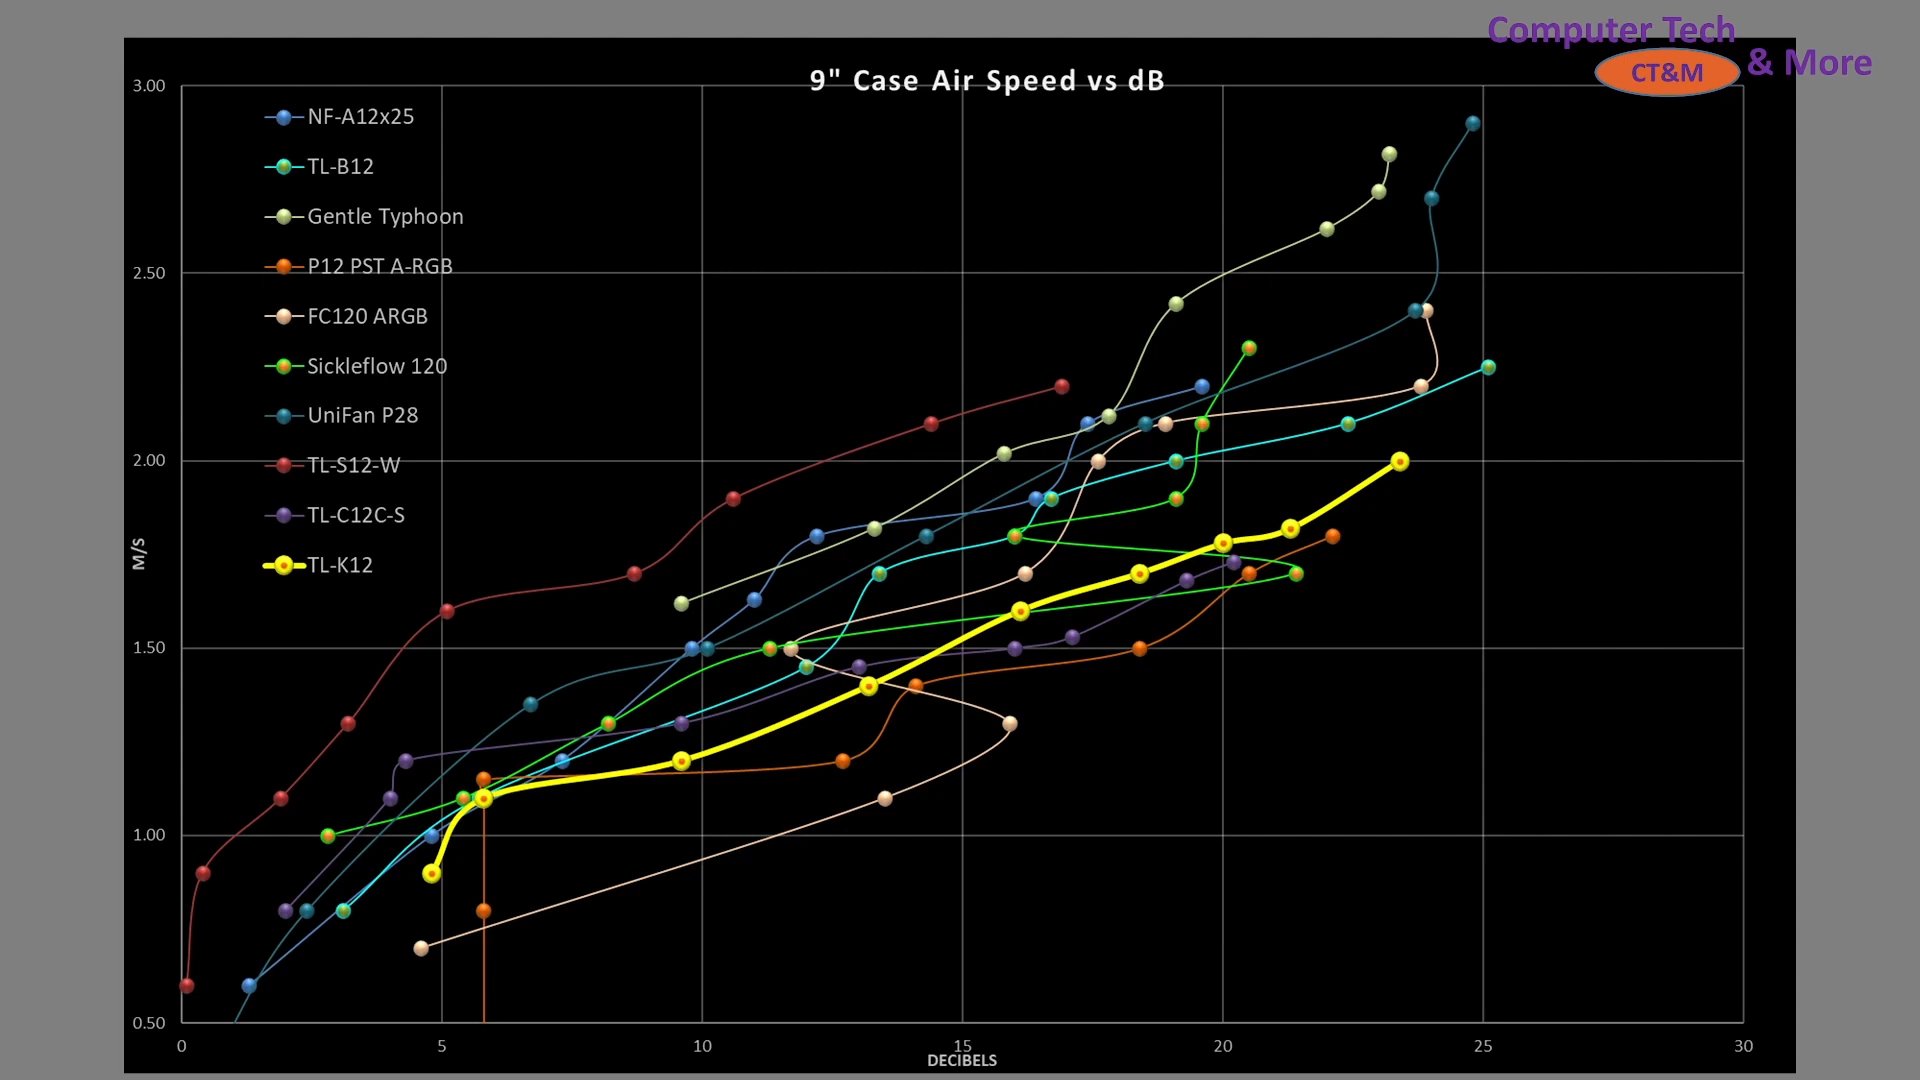 Computer Tech
CT&M & More
9" Case Air Speed vs dB
3.00
2.50
2.00
1.50
1.00
0.50
M/S
NF-A12x25
TL-B12
Gentle Typhoon
P12 PST A-RGB
FC120 ARGB
Sickleflow 120
UniFan P28
TL-S12-W
TL-C12C-S
TL-K12
0 5 10 15 20 25 30
DECIBELS